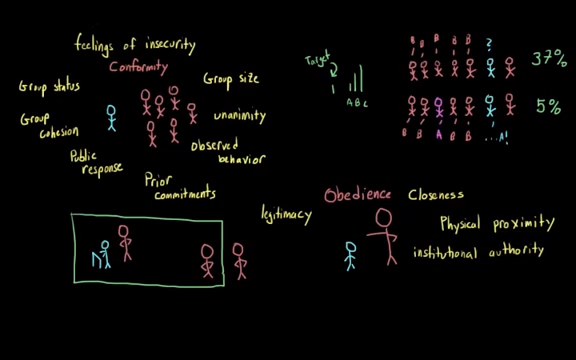 feelings of insecurity
Conformity
Group status
Group size
Group
cohesion
unanimity
Public
response
observed
behavior
Prior
commitments
Target
A B C
B B B B B ?
37%
5%
B B A B B ...A!
legitimacy
Obedience
Closeness
Physical proximity
institutional authority